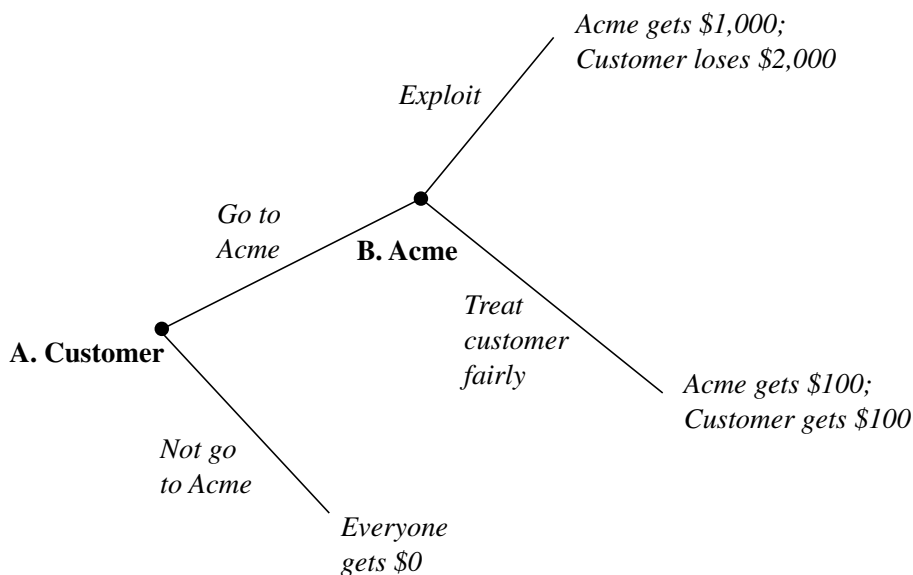 Acme gets $1,000;
Customer loses $2,000
Exploit
Go to
Acme
B. Acme
Treat
customer
fairly
A. Customer
Acme gets $100;
Customer gets $100
Not go
to Acme
Everyone
gets $0